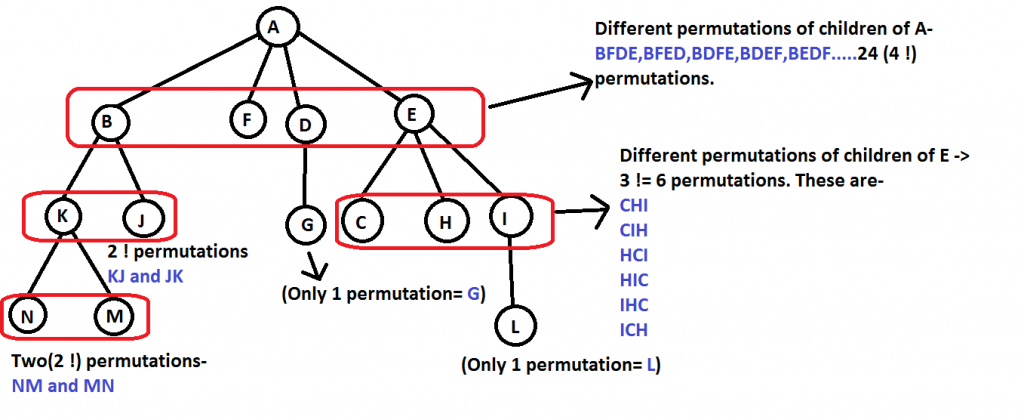 A
Different permutations of children of A-
BFDE,BFED,BDFE,BDEF,BEDF.....24 (4 !)
permutations.
B
F
D
E
Different permutations of children of E ->
3 != 6 permutations. These are-
CHI
CIH
HCI
HIC
IHC
ICH
K
J
G
C
H
I
2 ! permutations
KJ and JK
(Only 1 permutation= G)
N
M
L
Two(2 !) permutations-
NM and MN
(Only 1 permutation= L)